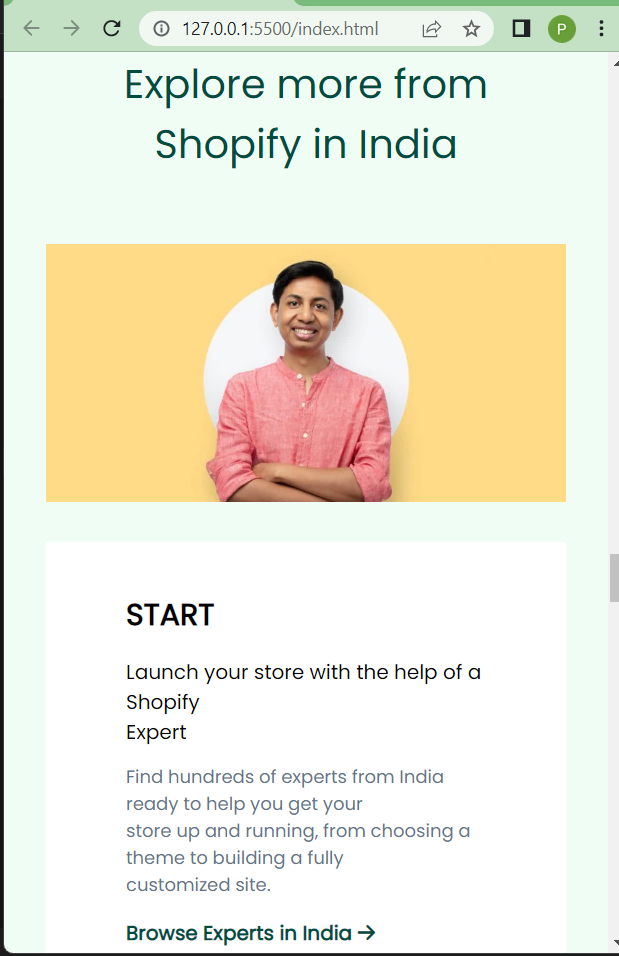 127.0.0.1:5500/index.html
P
Explore more from
Shopify in India
START
Launch your store with the help of a
Shopify
Expert
Find hundreds of experts from India
ready to help you get your
store up and running, from choosing a
theme to building a fully
customized site.
Browse Experts in India →